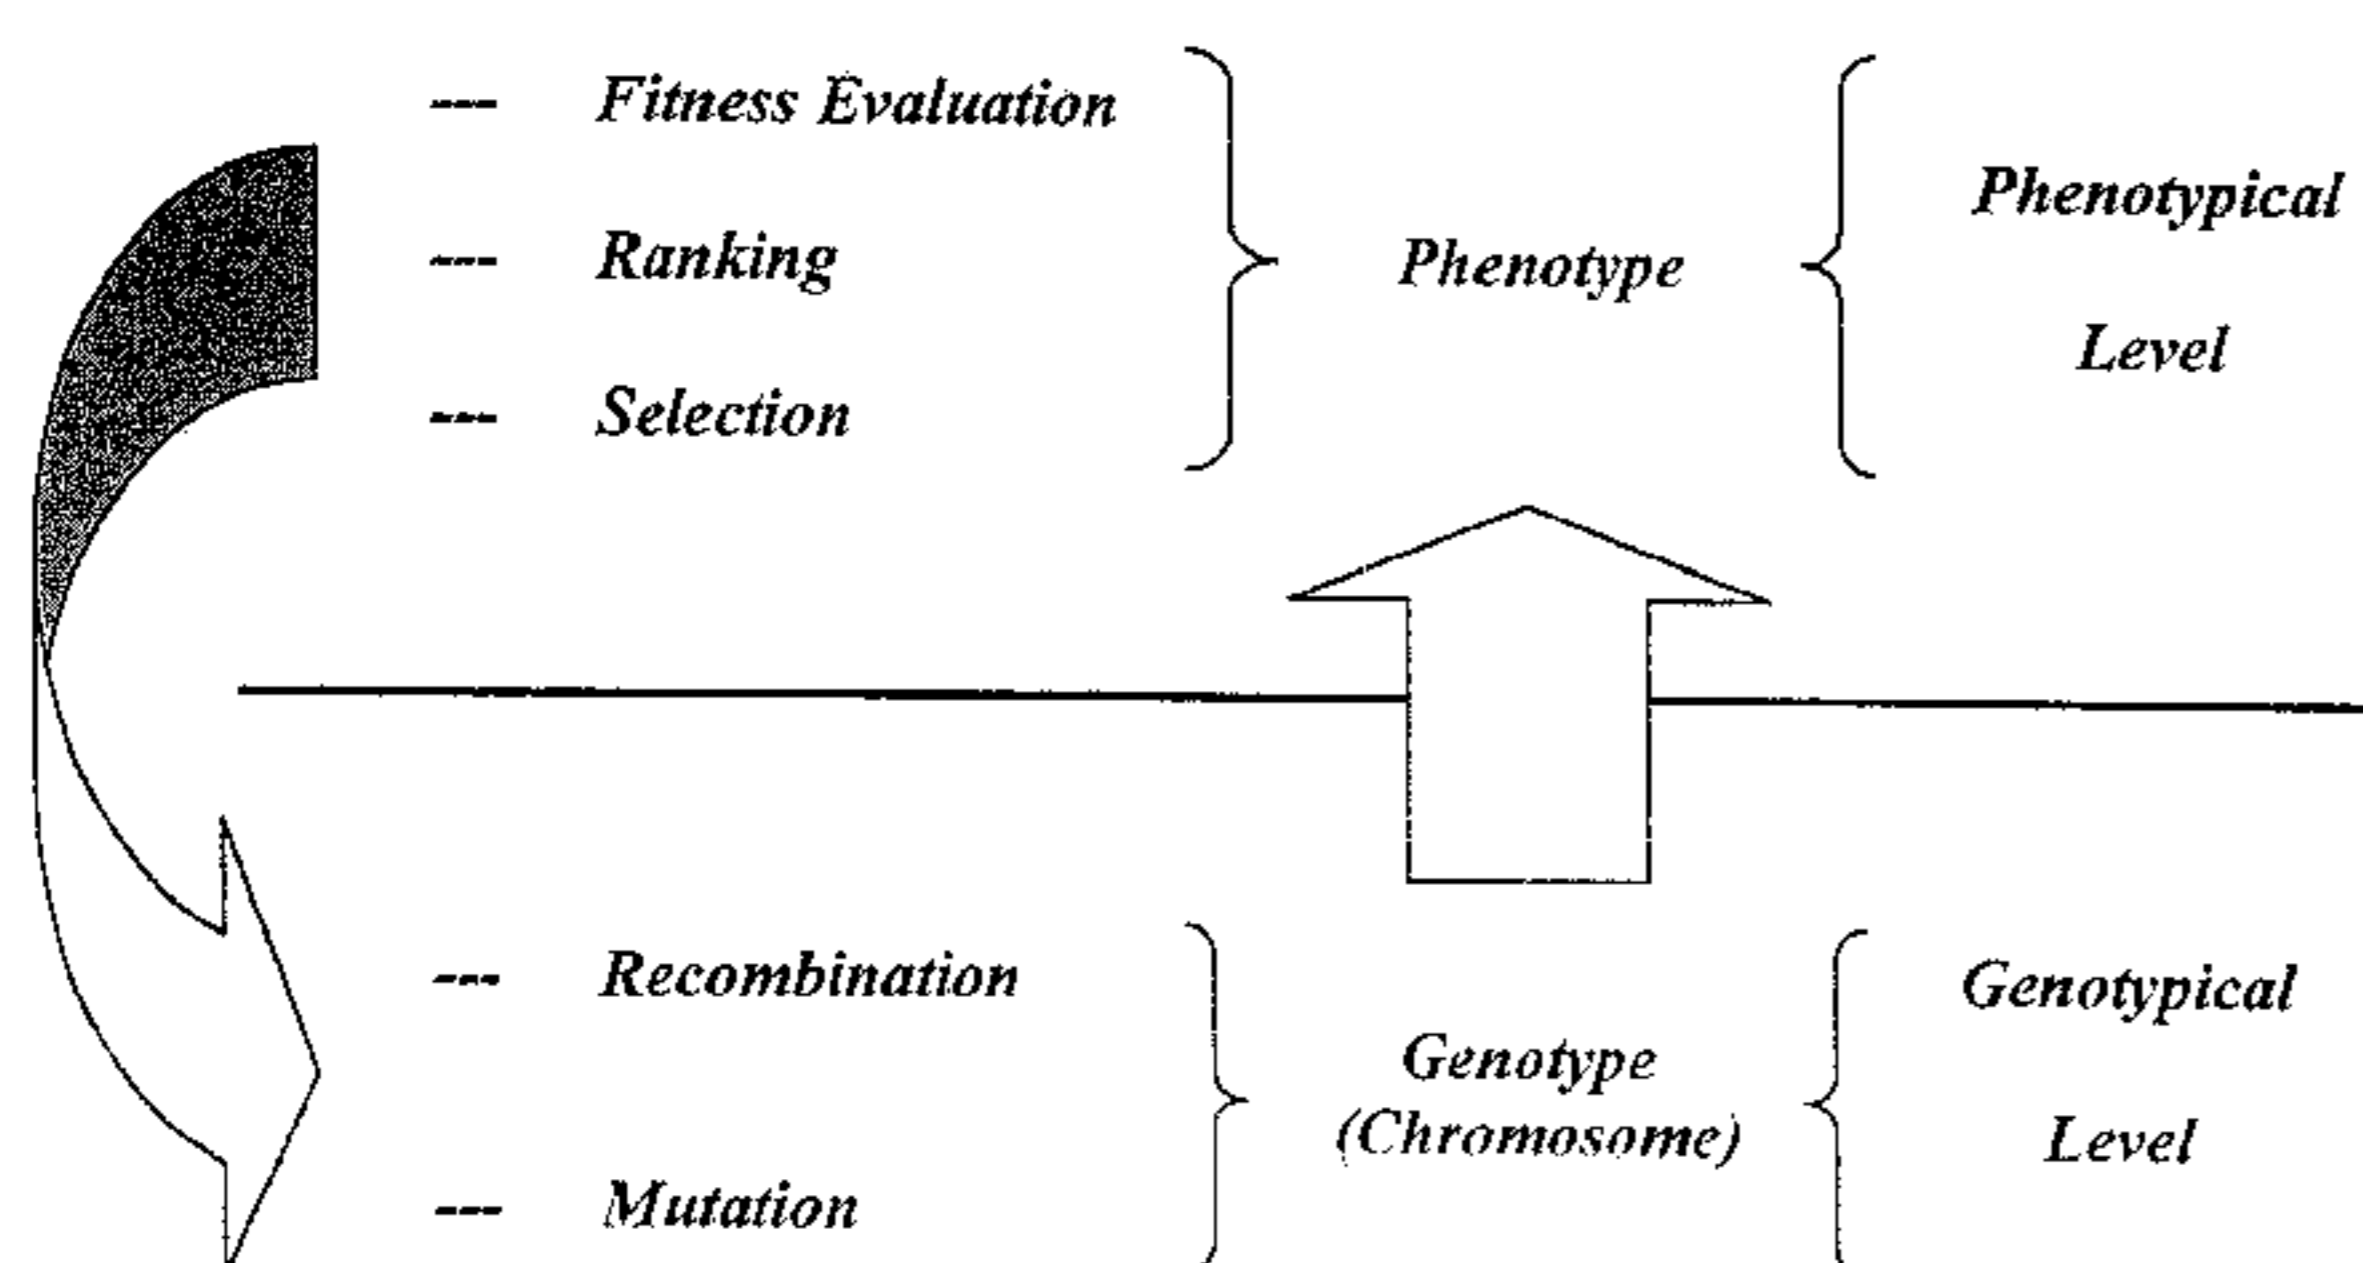 --- Fitness Evaluation
--- Ranking
--- Selection
Phenotype
Phenotypical
Level
--- Recombination
--- Mutation
Genotype
(Chromosome)
Genotypical
Level